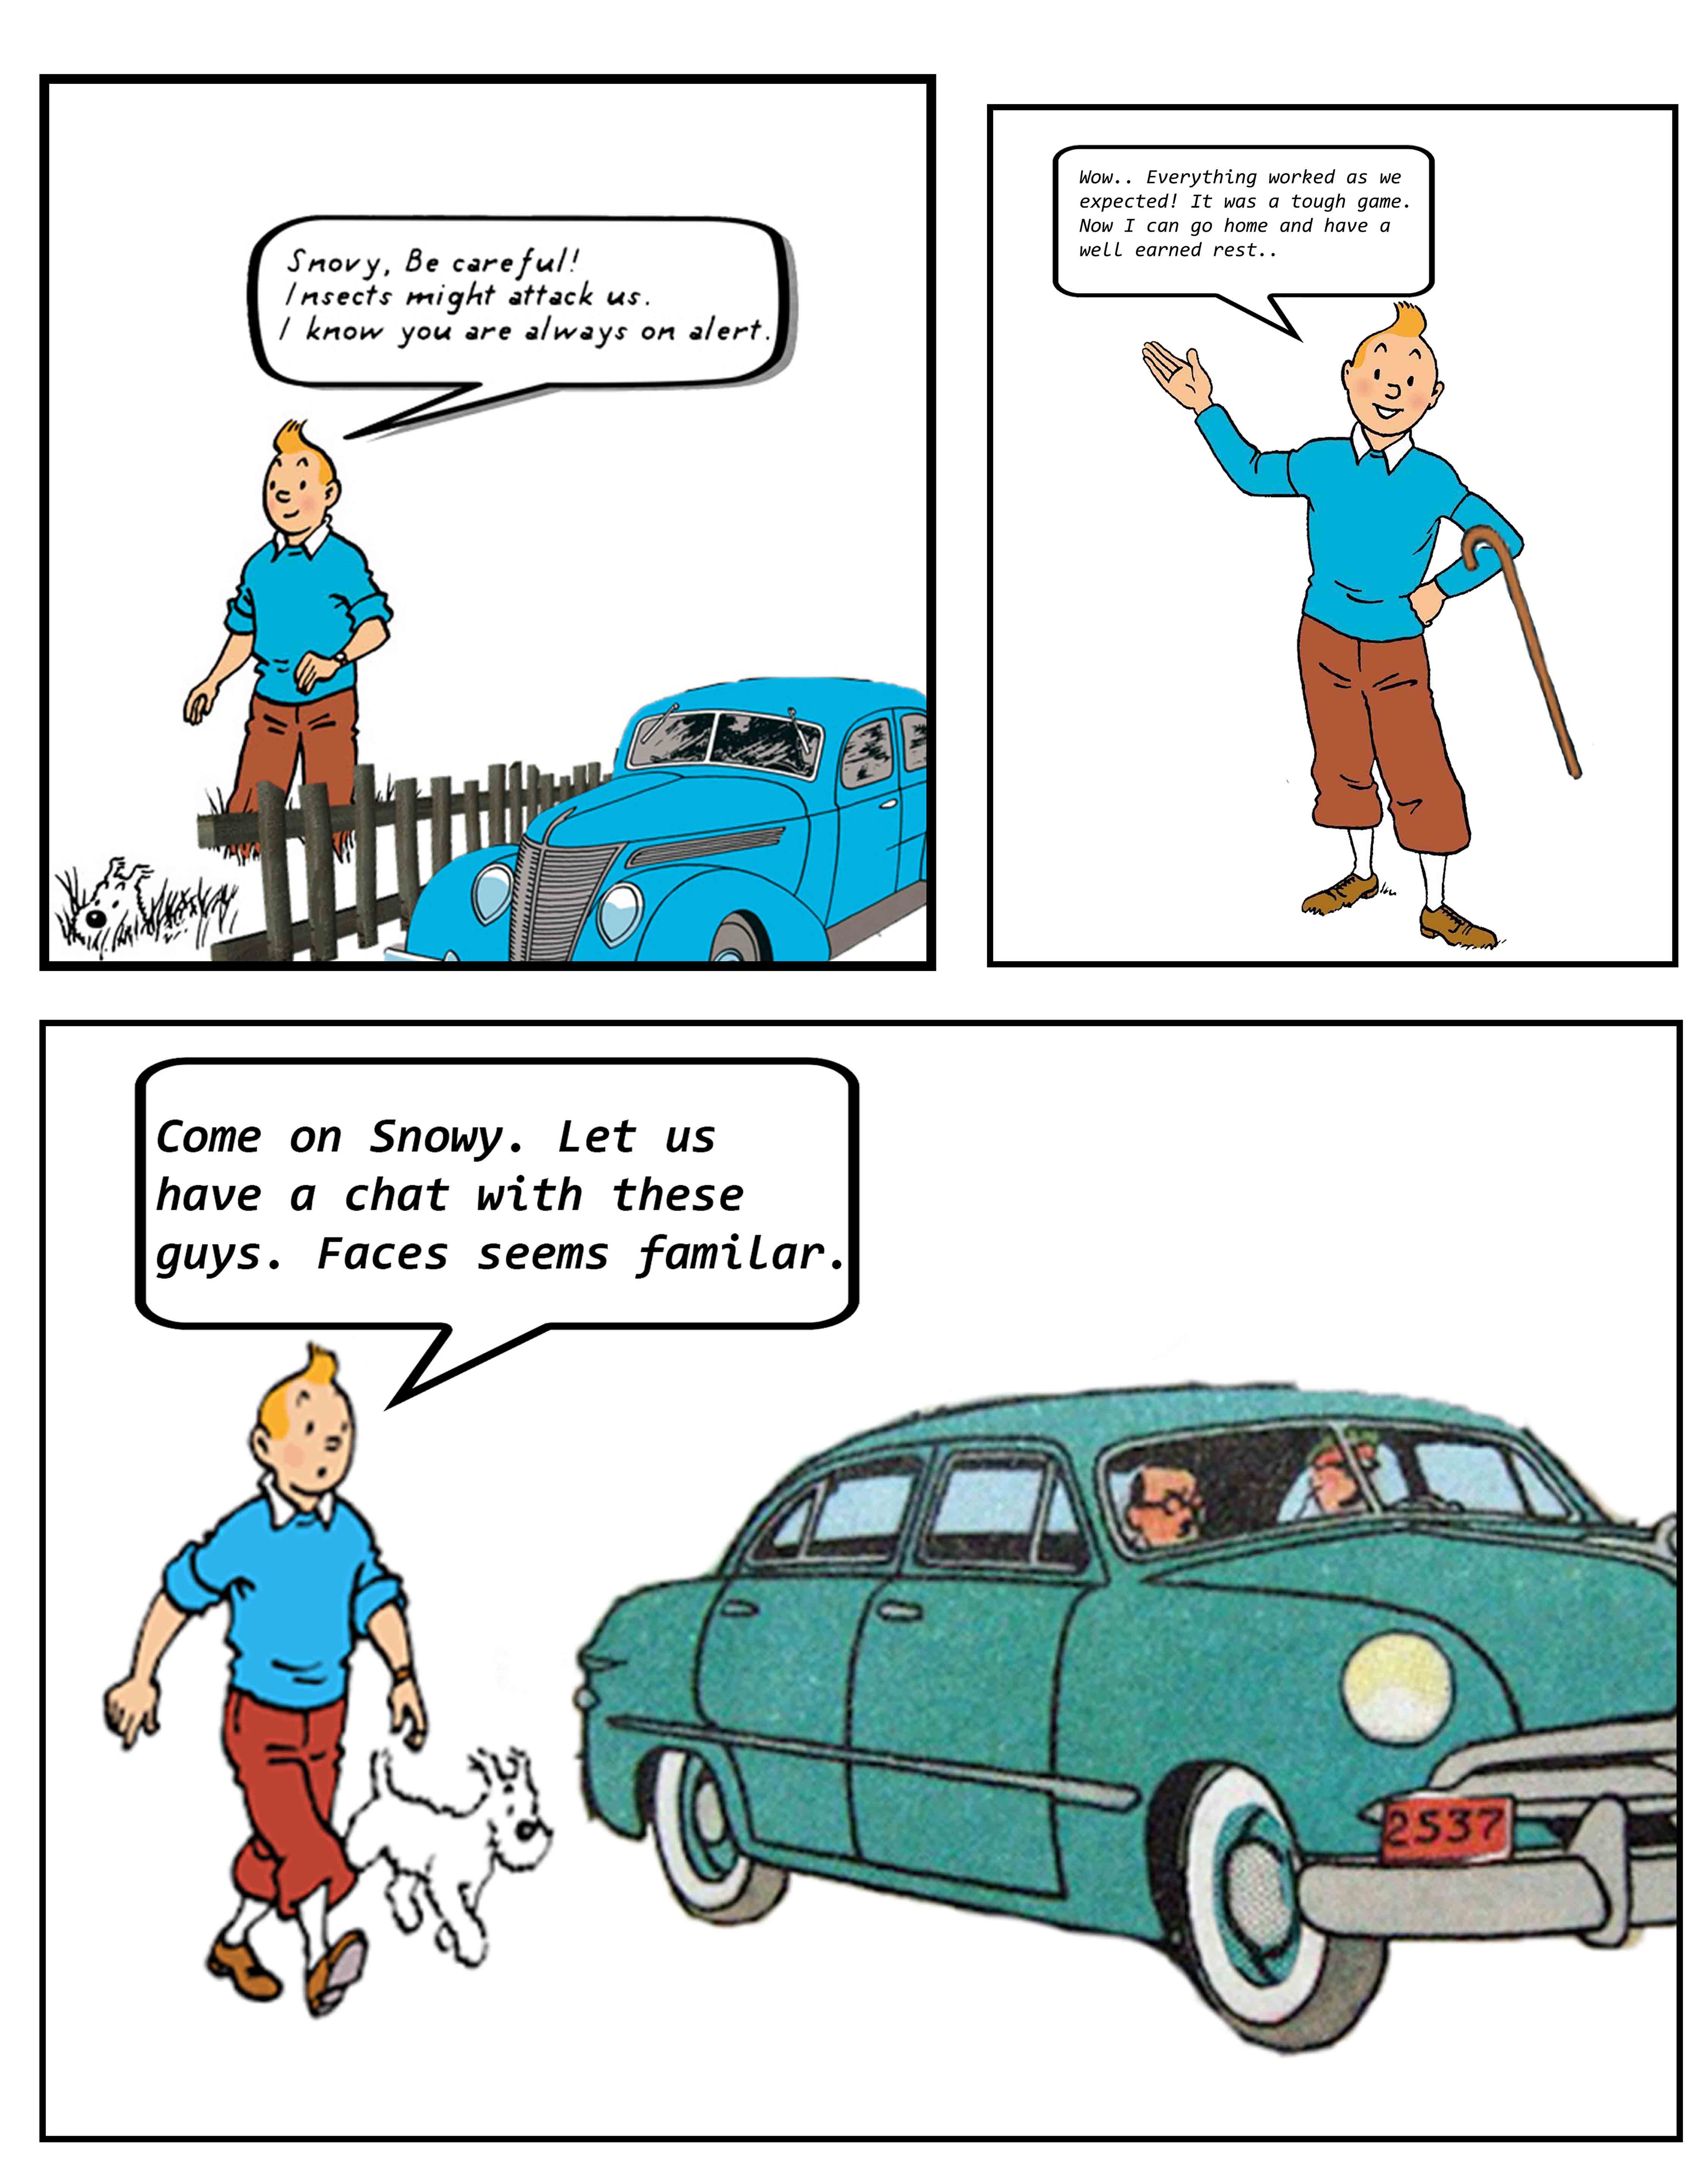 Snovy, Be careful!
Insects might attack us.
I know you are always on alert.
Wow.. Everything worked as we
expected! It was a tough game.
Now I can go home and have a
well earned rest..
Come on Snowy. Let us
have a chat with these
guys. Faces seems familar.
2537